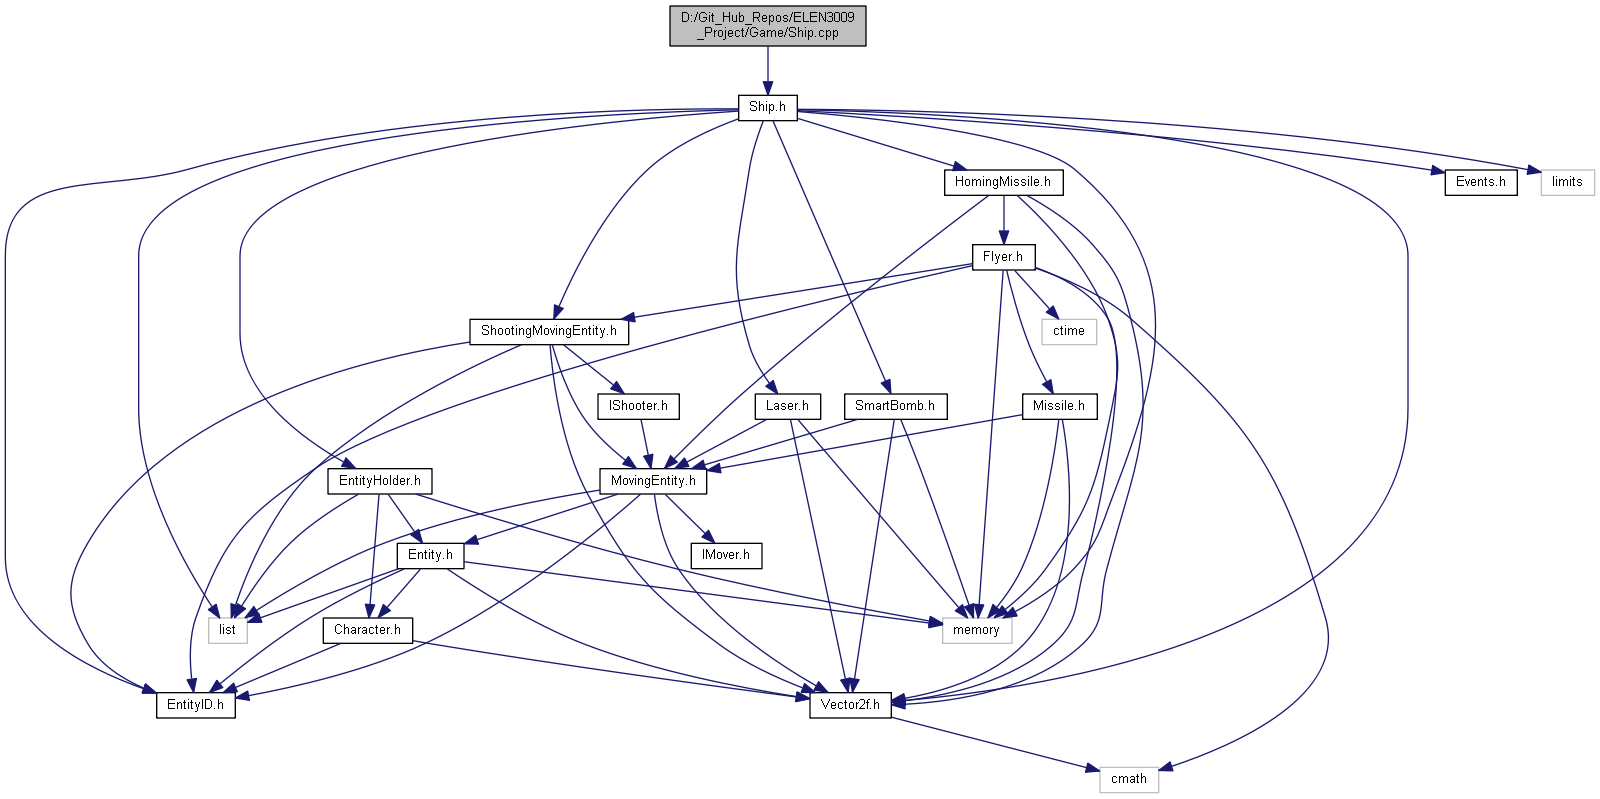 D:/Git_Hub_Repos/ELEN3009
_Project/Game/Ship.cpp
Ship.h
HomingMissile.h
Events.h
limits
Flyer.h
ShootingMovingEntity.h
ctime
IShooter.h
Laser.h
SmartBomb.h
Missile.h
EntityHolder.h
MovingEntity.h
Entity.h
IMover.h
list
Character.h
memory
EntityID.h
Vector2f.h
cmath